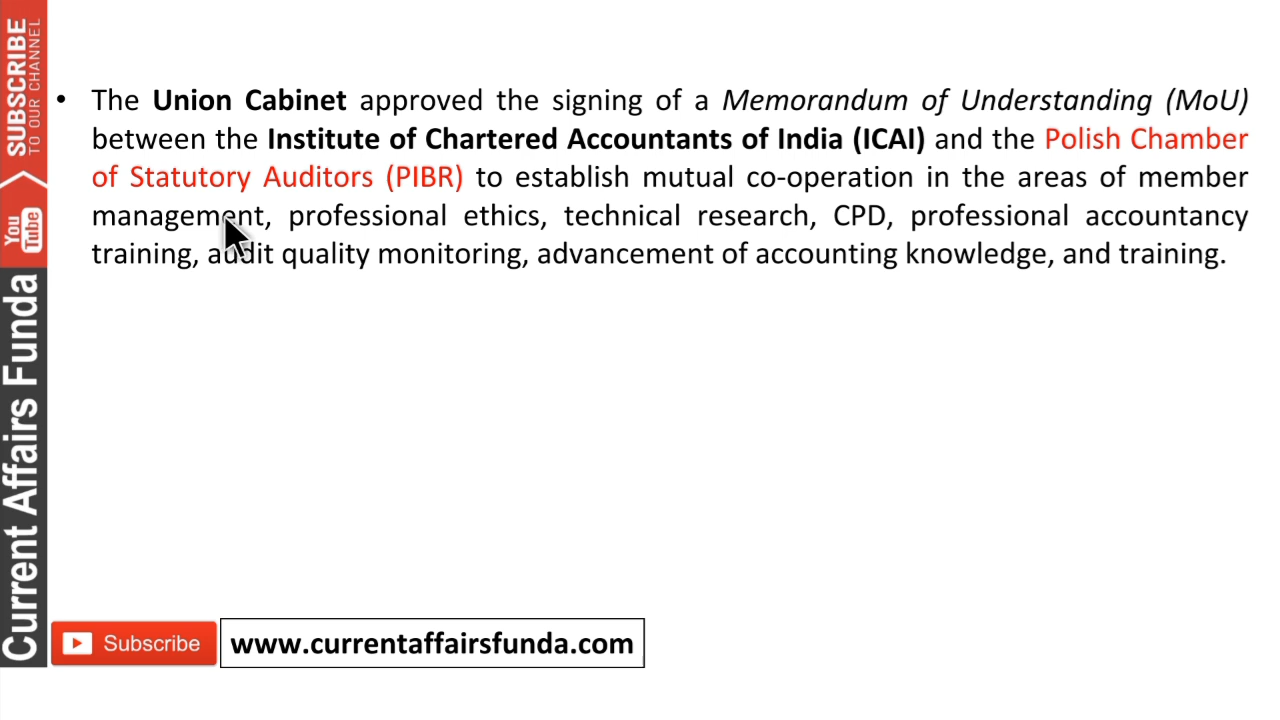 • The Union Cabinet approved the signing of a Memorandum of Understanding (MoU)
between the Institute of Chartered Accountants of India (ICAI) and the Polish Chamber
of Statutory Auditors (PIBR) to establish mutual co-operation in the areas of member
management, professional ethics, technical research, CPD, professional accountancy
training, audit quality monitoring, advancement of accounting knowledge, and training.
SUBSCRIBE
TO OUR CHANNEL
You
Tube
Current Affairs Funda
Subscribe
www.currentaffairsfunda.com